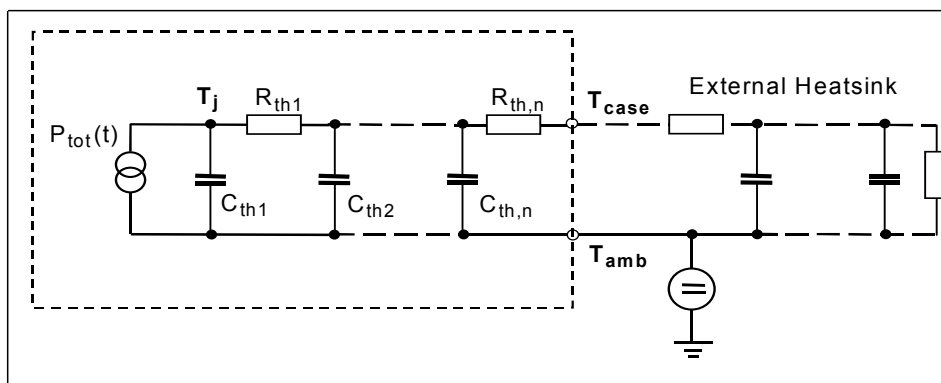 External Heatsink
T_j
R_th1
R_th,n
T_case
P_tot(t)
C_th1
C_th2
C_th,n
T_amb